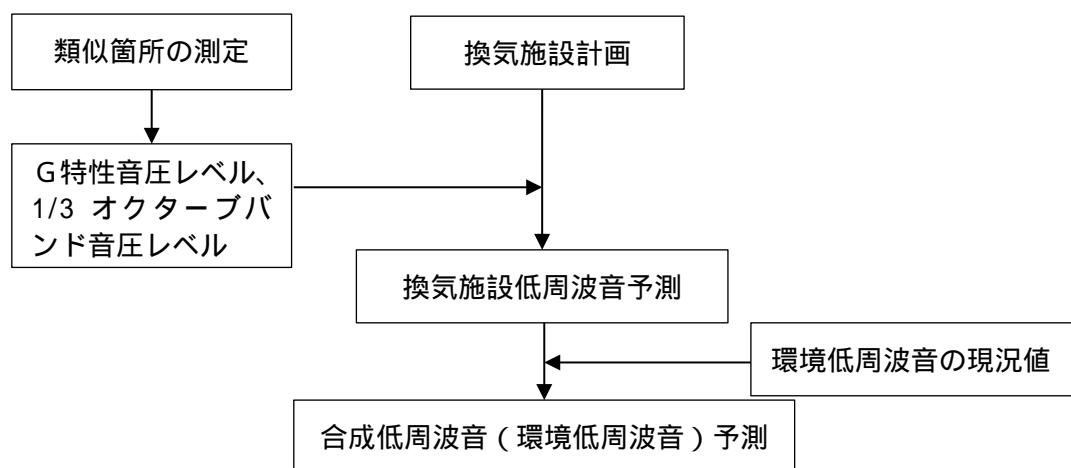 類似箇所の測定
換気施設計画
Ｇ特性音圧レベル、
1/3 オクターブバ
ンド音圧レベル
換気施設低周波音予測
環境低周波音の現況値
合成低周波音（環境低周波音）予測